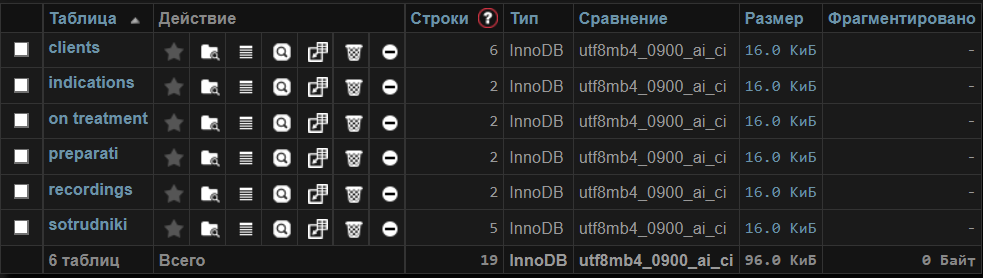 Таблица Действие Строки ? Тип Сравнение Размер Фрагментировано
clients 6 InnoDB utf8mb4_0900_ai_ci 16.0 КиБ -
indications 2 InnoDB utf8mb4_0900_ai_ci 16.0 КиБ -
on treatment 2 InnoDB utf8mb4_0900_ai_ci 16.0 КиБ -
preparati 2 InnoDB utf8mb4_0900_ai_ci 16.0 КиБ -
recordings 2 InnoDB utf8mb4_0900_ai_ci 16.0 КиБ -
sotrudniki 5 InnoDB utf8mb4_0900_ai_ci 16.0 КиБ -
6 таблиц Всего 19 InnoDB utf8mb4_0900_ai_ci 96.0 КиБ 0 Байт